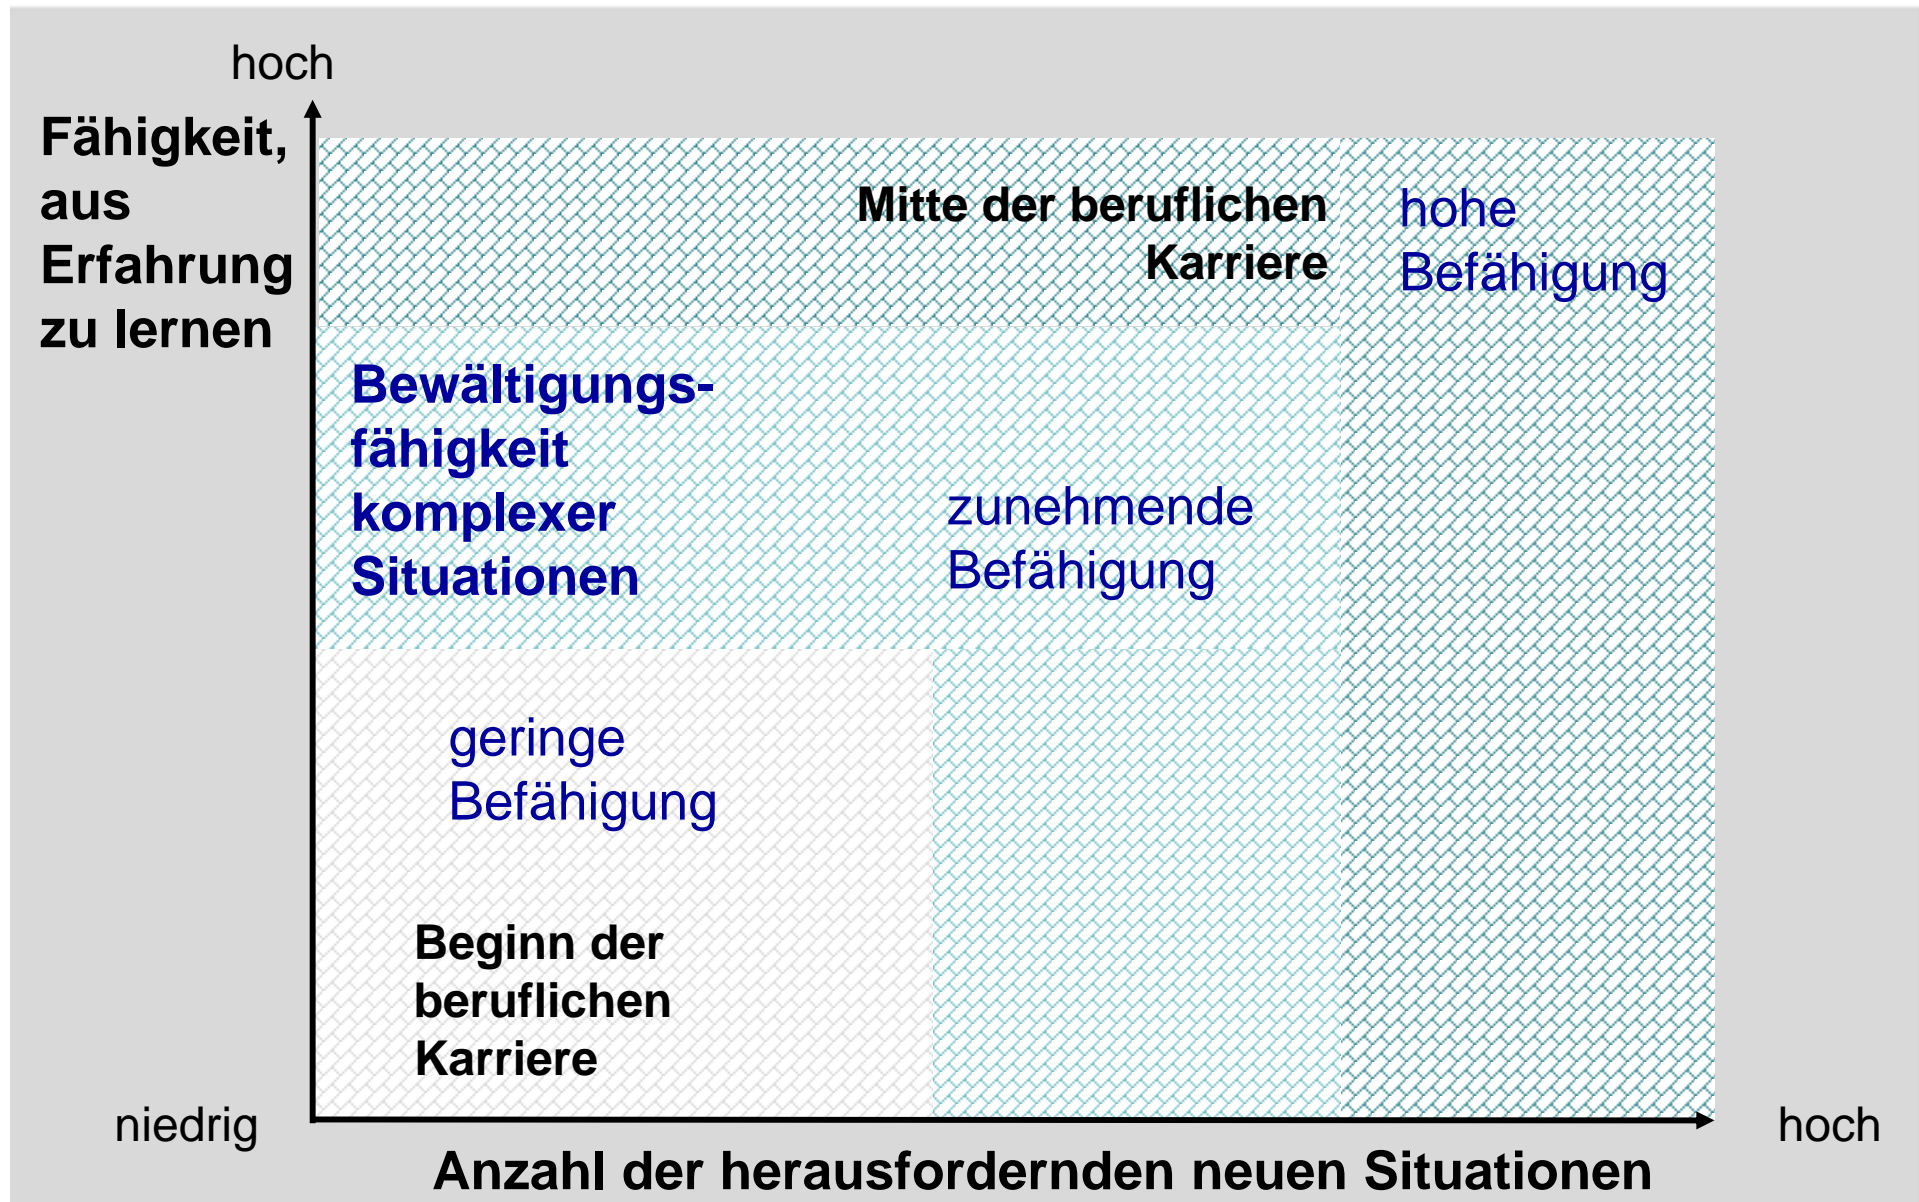 hoch
Fähigkeit,
aus
Erfahrung
zu lernen
Mitte der beruflichen
Karriere
hohe
Befähigung
Bewältigungs-
fähigkeit
komplexer
Situationen
zunehmende
Befähigung
geringe
Befähigung
Beginn der
beruflichen
Karriere
niedrig
hoch
Anzahl der herausfordernden neuen Situationen